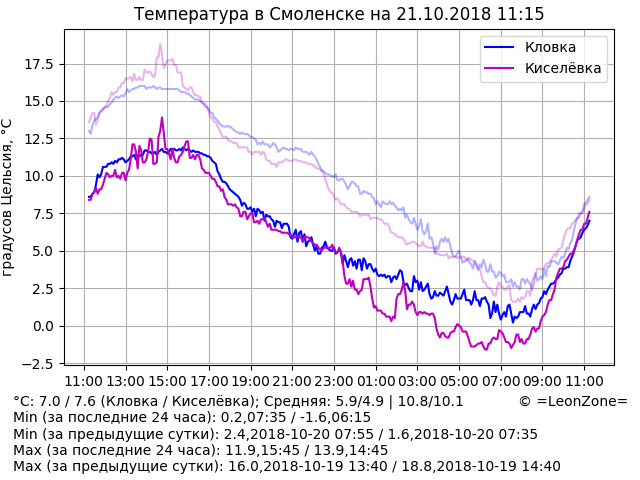 Температура в Смоленске на 21.10.2018 11:15
Кловка
Киселёвка
градусов Цельсия, °C
17.5
15.0
12.5
10.0
7.5
5.0
2.5
0.0
−2.5
11:00 13:00 15:00 17:00 19:00 21:00 23:00 01:00 03:00 05:00 07:00 09:00 11:00
°C: 7.0 / 7.6 (Кловка / Киселёвка); Средняя: 5.9/4.9 | 10.8/10.1 © =LeonZone=
Min (за последние 24 часа): 0.2,07:35 / -1.6,06:15
Min (за предыдущие сутки): 2.4,2018-10-20 07:55 / 1.6,2018-10-20 07:35
Max (за последние 24 часа): 11.9,15:45 / 13.9,14:45
Max (за предыдущие сутки): 16.0,2018-10-19 13:40 / 18.8,2018-10-19 14:40